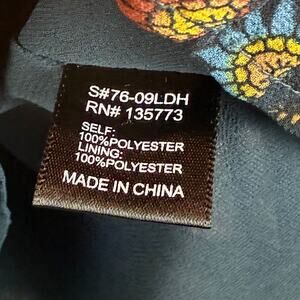 S#76-09LDH
RN# 135773
SELF:
100%POLYESTER
LINING:
100%POLYESTER
MADE IN CHINA